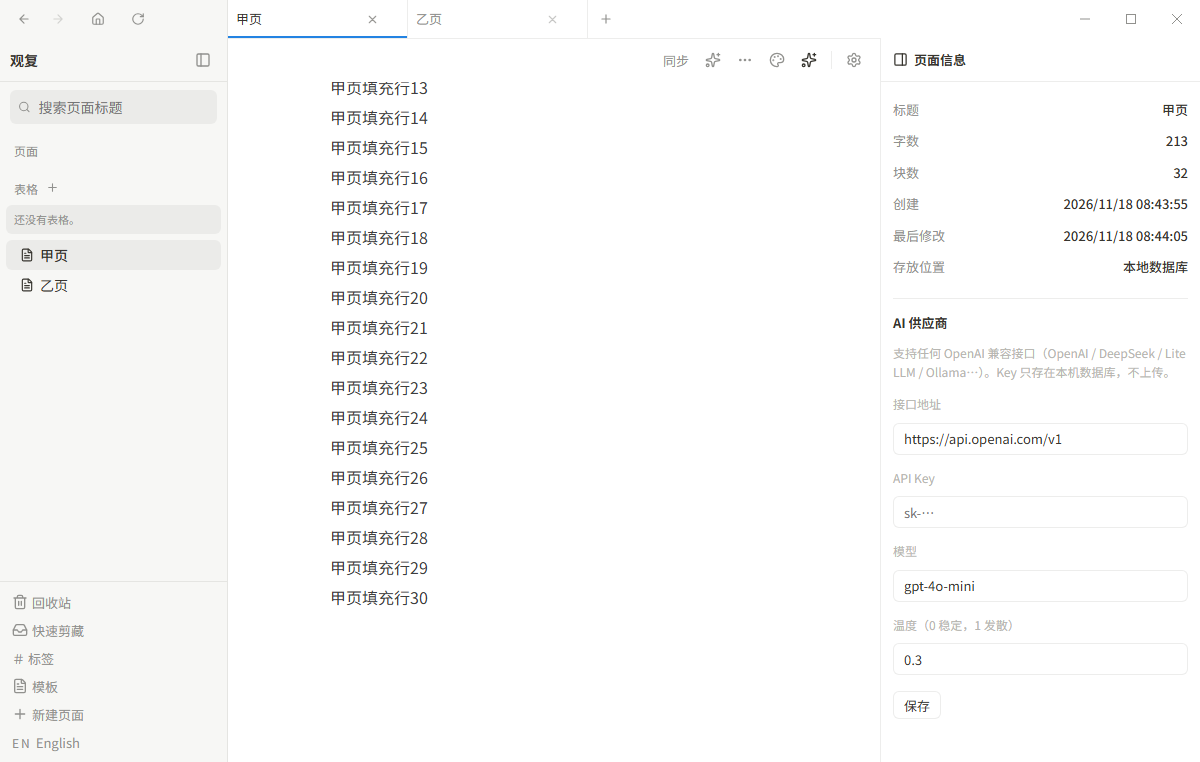 甲页
乙页
观复
搜索页面标题
页面
表格
还没有表格。
甲页
乙页
回收站
快速剪藏
# 标签
模板
新建页面
EN English
同步
甲页填充行13
甲页填充行14
甲页填充行15
甲页填充行16
甲页填充行17
甲页填充行18
甲页填充行19
甲页填充行20
甲页填充行21
甲页填充行22
甲页填充行23
甲页填充行24
甲页填充行25
甲页填充行26
甲页填充行27
甲页填充行28
甲页填充行29
甲页填充行30
页面信息
标题 甲页
字数 213
块数 32
创建 2026/11/18 08:43:55
最后修改 2026/11/18 08:44:05
存放位置 本地数据库
AI 供应商
支持任何 OpenAI 兼容接口（OpenAI / DeepSeek / Lite
LLM / Ollama…）。Key 只存在本机数据库，不上传。
接口地址
https://api.openai.com/v1
API Key
sk-…
模型
gpt-4o-mini
温度（0 稳定，1 发散）
0.3
保存